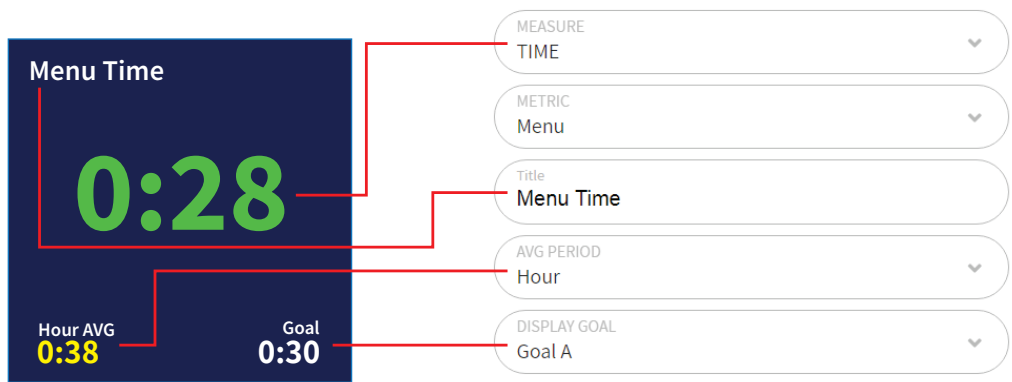 Menu Time
0:28
Hour AVG
0:38
Goal
0:30
MEASURE
TIME
METRIC
Menu
Title
Menu Time
AVG PERIOD
Hour
DISPLAY GOAL
Goal A